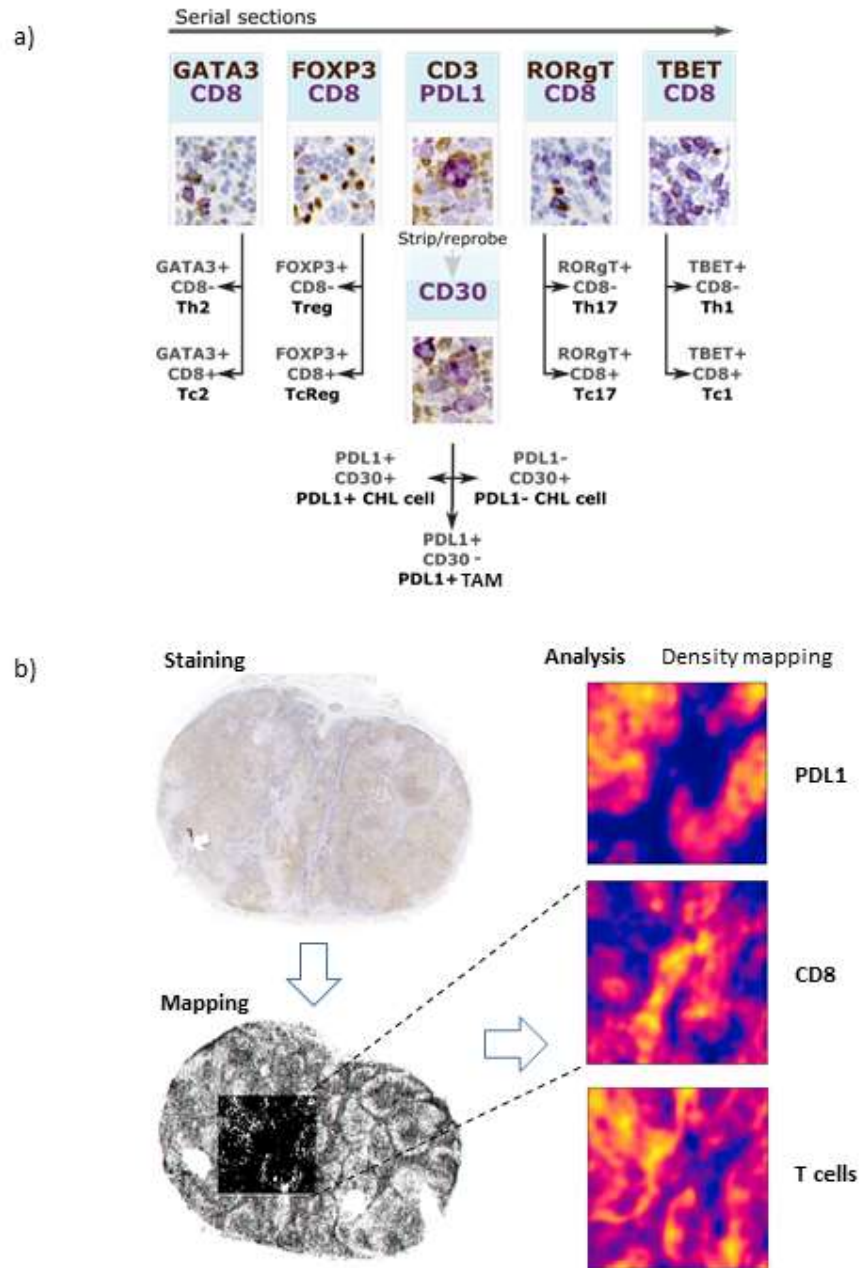 a)
Serial sections
GATA3
CD8
FOXP3
CD8
CD3
PDL1
RORgT
CD8
TBET
CD8
Strip/reprobe
CD30
GATA3+
CD8-
Th2
GATA3+
CD8+
Tc2
FOXP3+
CD8-
Treg
FOXP3+
CD8+
TcReg
RORgT+
CD8-
Th17
RORgT+
CD8+
Tc17
TBET+
CD8-
Th1
TBET+
CD8+
Tc1
PDL1+
CD30+
PDL1+ CHL cell
PDL1-
CD30+
PDL1- CHL cell
PDL1+
CD30 -
PDL1+ TAM
b)
Staining
Mapping
Analysis Density mapping
PDL1
CD8
T cells